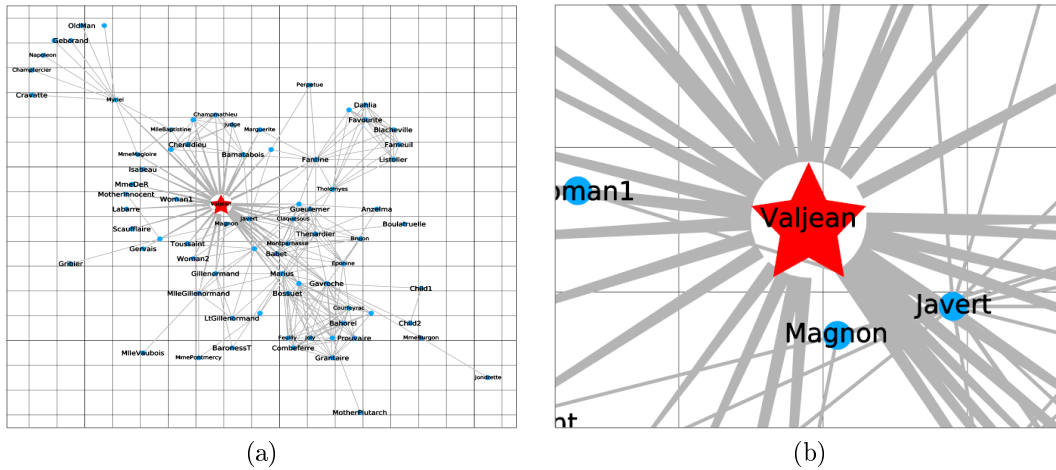 OldMan
Geborand
Napoleon
Champtercier
Cravatte
Myriel
Perpetue
Dahlia
Champmathieu
Favourite
Judge
MlleBaptistine
Marguerite
Blacheville
Chenildieu
Fameuil
MmeMagloire
Bamatabois
Fantine
Listolier
Isabeau
MmeDeR
Tholomyes
MotherInnocent
Woman1
Valjean
Labarre
Gueulemer
Anzelma
Javert
Claquesous
Magnon
Boulatruelle
Scaufflaire
Thenardier
Brujon
Toussaint
Montparnasse
Gervais
Babet
Woman2
Gribier
Eponine
Gillenormand
Marius
Gavroche
MlleGillenormand
Bossuet
Child1
Courfeyrac
LtGillenormand
Bahorel
Child2
Feuilly
Joly
Prouvaire
MmeBurgon
BaronessT
Combeferre
MlleVaubois
MmePontmercy
Grantaire
Jondrette
MotherPlutarch
(a)
oman1
Valjean
Javert
Magnon
nt
(b)